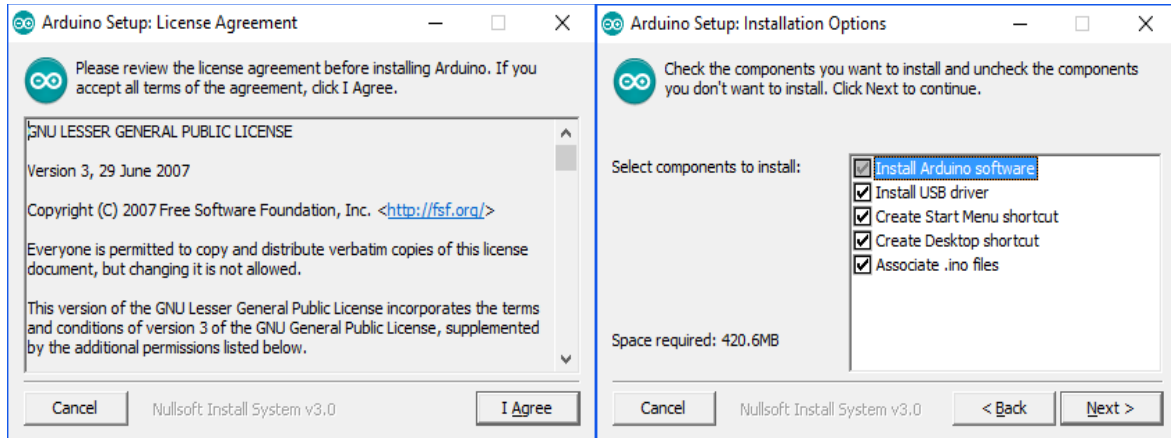 Arduino Setup: License Agreement
Please review the license agreement before installing Arduino. If you
accept all terms of the agreement, click I Agree.
GNU LESSER GENERAL PUBLIC LICENSE
Version 3, 29 June 2007
Copyright (C) 2007 Free Software Foundation, Inc. <http://fsf.org/>
Everyone is permitted to copy and distribute verbatim copies of this license
document, but changing it is not allowed.
This version of the GNU Lesser General Public License incorporates the terms
and conditions of version 3 of the GNU General Public License, supplemented
by the additional permissions listed below.
Cancel
Nullsoft Install System v3.0
I Agree
Arduino Setup: Installation Options
Check the components you want to install and uncheck the components
you don't want to install. Click Next to continue.
Select components to install:
Install Arduino software
Install USB driver
Create Start Menu shortcut
Create Desktop shortcut
Associate .ino files
Space required: 420.6MB
Cancel
Nullsoft Install System v3.0
< Back
Next >